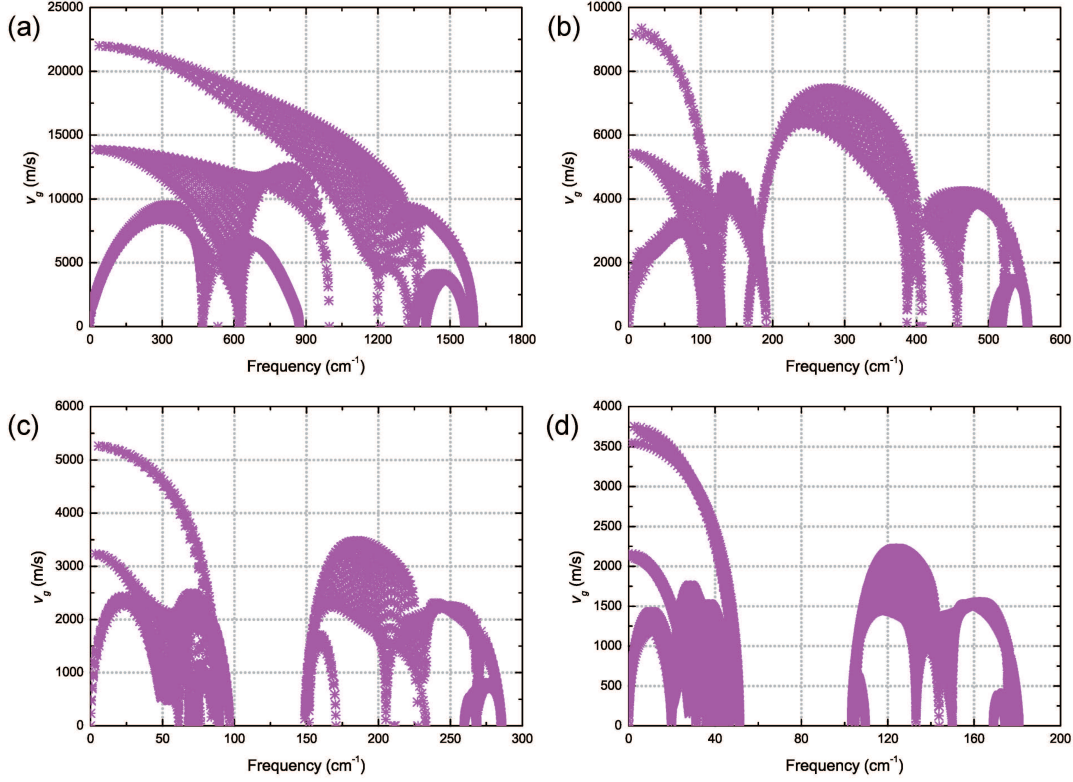 (a)
25000
20000
15000
10000
5000
0
v_g (m/s)
0 300 600 900 1200 1500 1800
Frequency (cm⁻¹)
(b)
10000
8000
6000
4000
2000
0
v_g (m/s)
0 100 200 300 400 500 600
Frequency (cm⁻¹)
(c)
6000
5000
4000
3000
2000
1000
0
v_g (m/s)
0 50 100 150 200 250 300
Frequency (cm⁻¹)
(d)
4000
3500
3000
2500
2000
1500
1000
500
0
v_g (m/s)
0 40 80 120 160 200
Frequency (cm⁻¹)